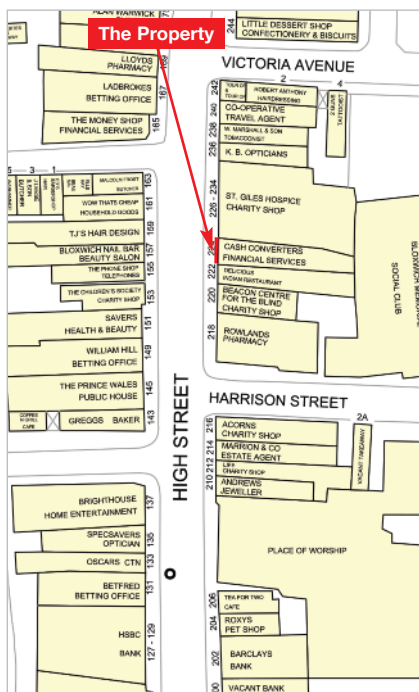 ALAN WARWICK
171
The Property
244
LITTLE DESSERT SHOP
CONFECTIONERY & BISCUITS
LLOYDS
PHARMACY
169
LADBROKES
BETTING OFFICE
167
THE MONEY SHOP
FINANCIAL SERVICES
165
VICTORIA AVENUE
2
4
242
ROBERT ANTHONY
HAIRDRESSING
240
CO-OPERATIVE
TRAVEL AGENT
238
W. MARSHALL & SON
TOBACCONIST
236
K.B. OPTICIANS
TATTOOIST
226 - 234
ST. GILES HOSPICE
CHARITY SHOP
224
CASH CONVERTERS
FINANCIAL SERVICES
222
DELICIOUS
INDIAN RESTAURANT
220
BEACON CENTRE
FOR THE BLIND
CHARITY SHOP
218
ROWLANDS
PHARMACY
SOCIAL CLUB
5
3
1
MALCOLM FROST
BUTCHER
163
WOW THATS CHEAP
HOUSEHOLD GOODS
161
TJ'S HAIR DESIGN
159
BLOXWICH NAIL BAR
BEAUTY SALON
157
THE PHONE SHOP
TELEPHONES
155
THE CHILDREN'S SOCIETY
CHARITY SHOP
153
SAVERS
HEALTH & BEAUTY
151
WILLIAM HILL
BETTING OFFICE
149
THE PRINCE WALES
PUBLIC HOUSE
145
CAFE
GREGGS BAKER
143
HIGH STREET
HARRISON STREET
2A
216
ACORNS
CHARITY SHOP
214
MARRION & CO
ESTATE AGENT
212
LIFE
CHARITY SHOP
210
ANDREWS
JEWELLER
VACANT TAKEAWAY
PLACE OF WORSHIP
BRIGHTHOUSE
HOME ENTERTAINMENT
137
SPECSAVERS
OPTICIAN
135
OSCARS CTN
133
BETFRED
BETTING OFFICE
131
HSBC
BANK
127 - 129
206
TEA FOR TWO
CAFE
204
ROXYS
PET SHOP
202
BARCLAYS
BANK
VACANT BANK